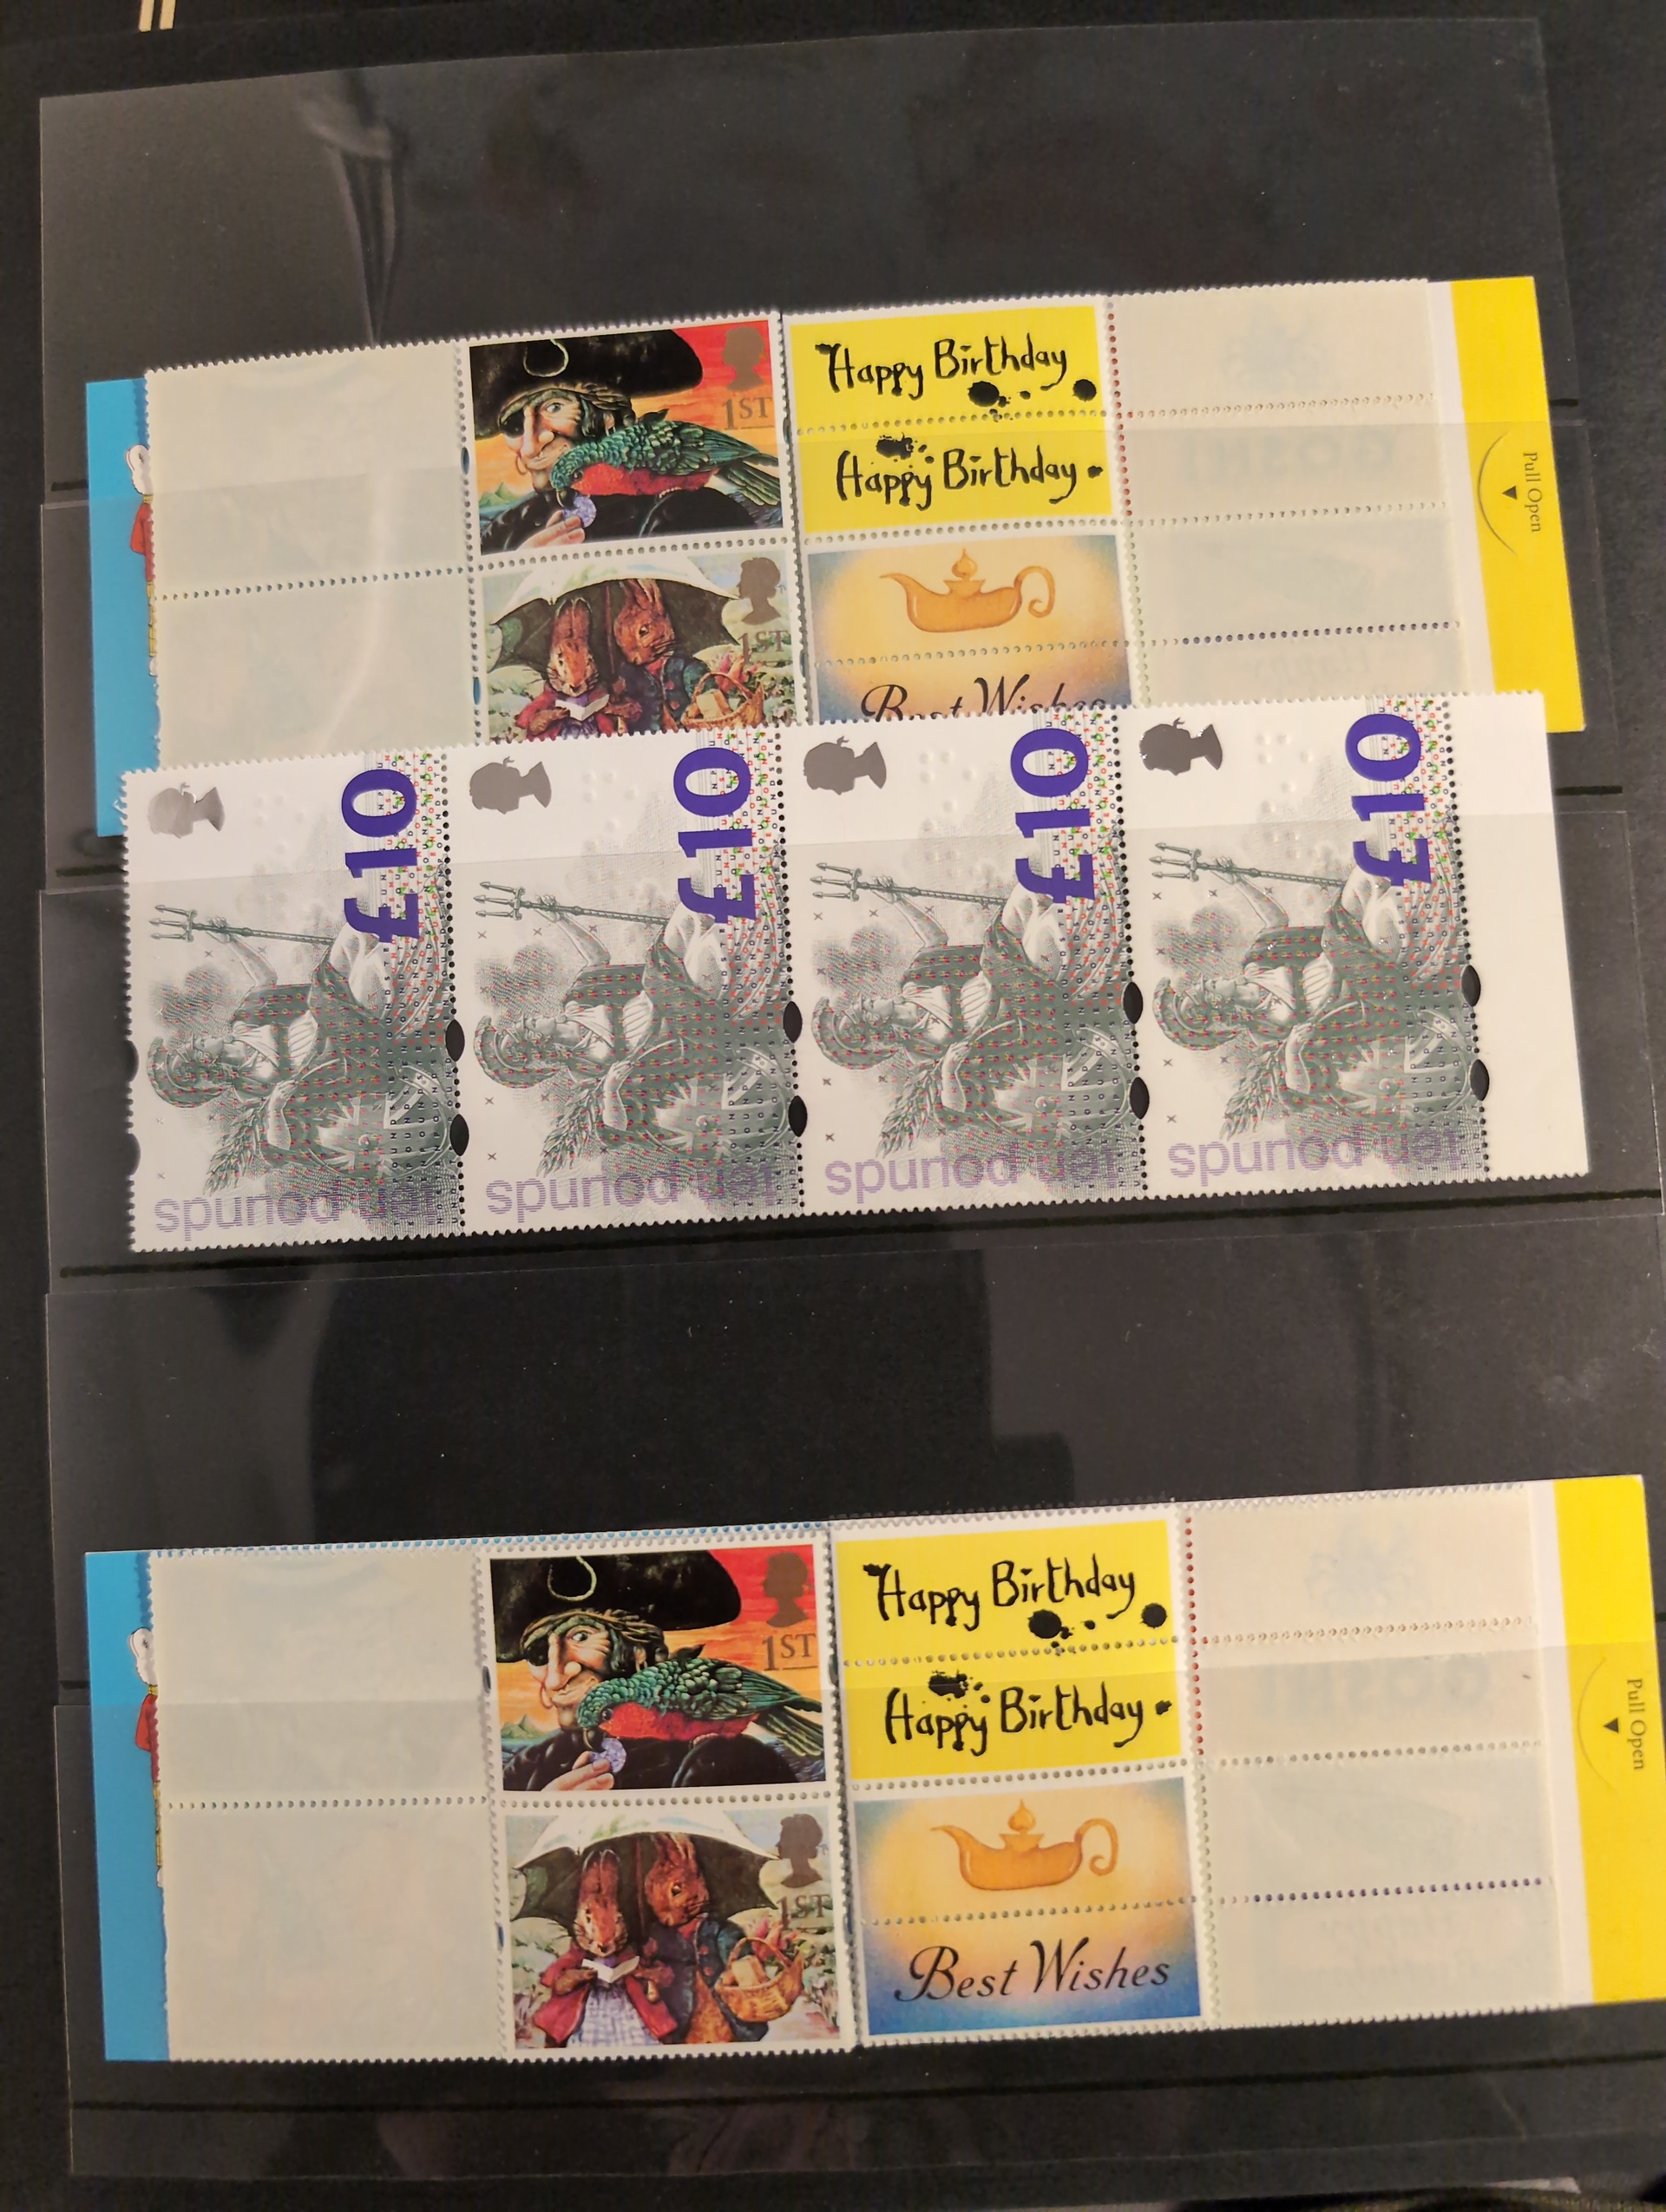 1ST
Happy Birthday
Happy Birthday
Pull Open
1ST
Best Wishes
£10
£10
£10
£10
ten pounds
ten pounds
ten pounds
ten pounds
1ST
Happy Birthday
Happy Birthday
Pull Open
1ST
Best Wishes